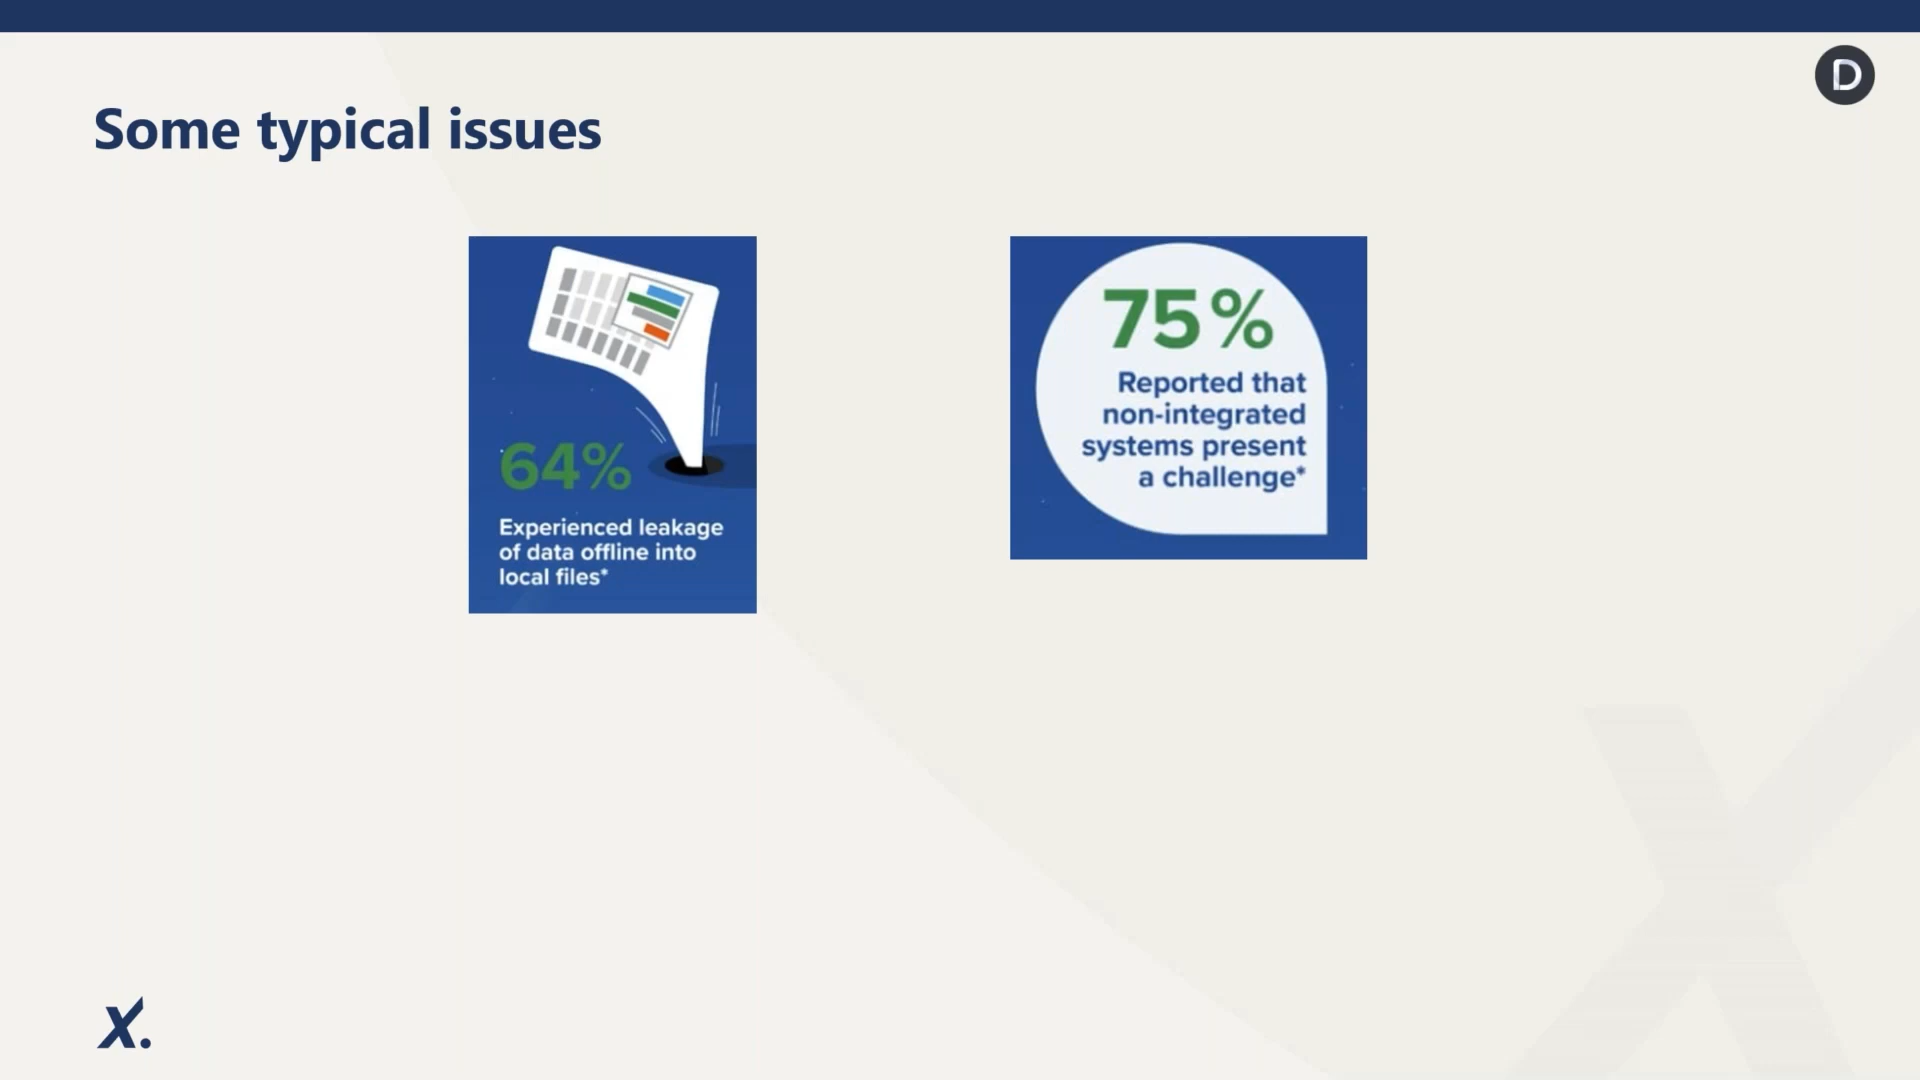 D
Some typical issues
64%
Experienced leakage
of data offline into
local files*
75%
Reported that
non-integrated
systems present
a challenge*
X.